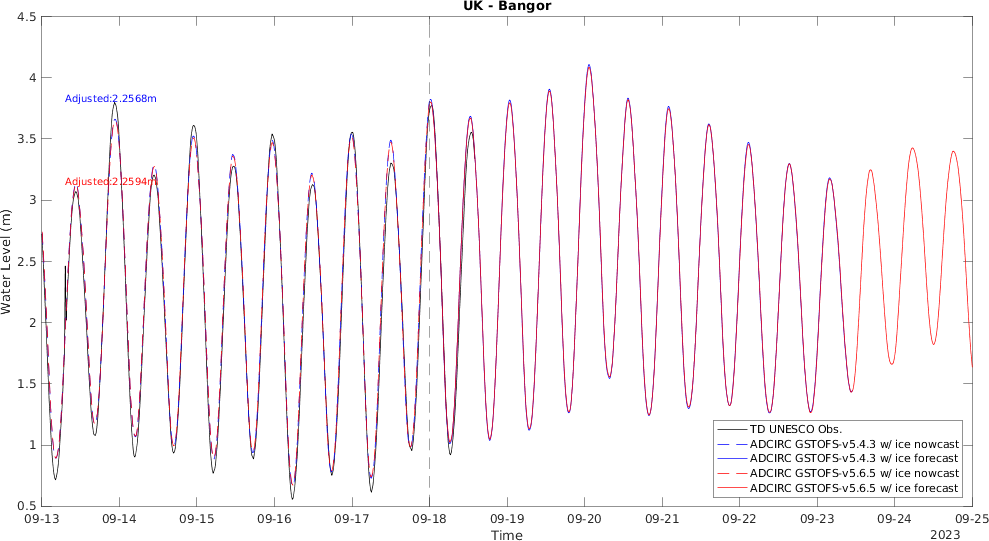 UK - Bangor
4.5
4
3.5
3
2.5
2
1.5
1
0.5
Water Level (m)
Adjusted:2.2568m
Adjusted:2.2594m
TD UNESCO Obs.
ADCIRC GSTOFS-v5.4.3 w/ ice nowcast
ADCIRC GSTOFS-v5.4.3 w/ ice forecast
ADCIRC GSTOFS-v5.6.5 w/ ice nowcast
ADCIRC GSTOFS-v5.6.5 w/ ice forecast
09-13 09-14 09-15 09-16 09-17 09-18 09-19 09-20 09-21 09-22 09-23 09-24 09-25
Time
2023